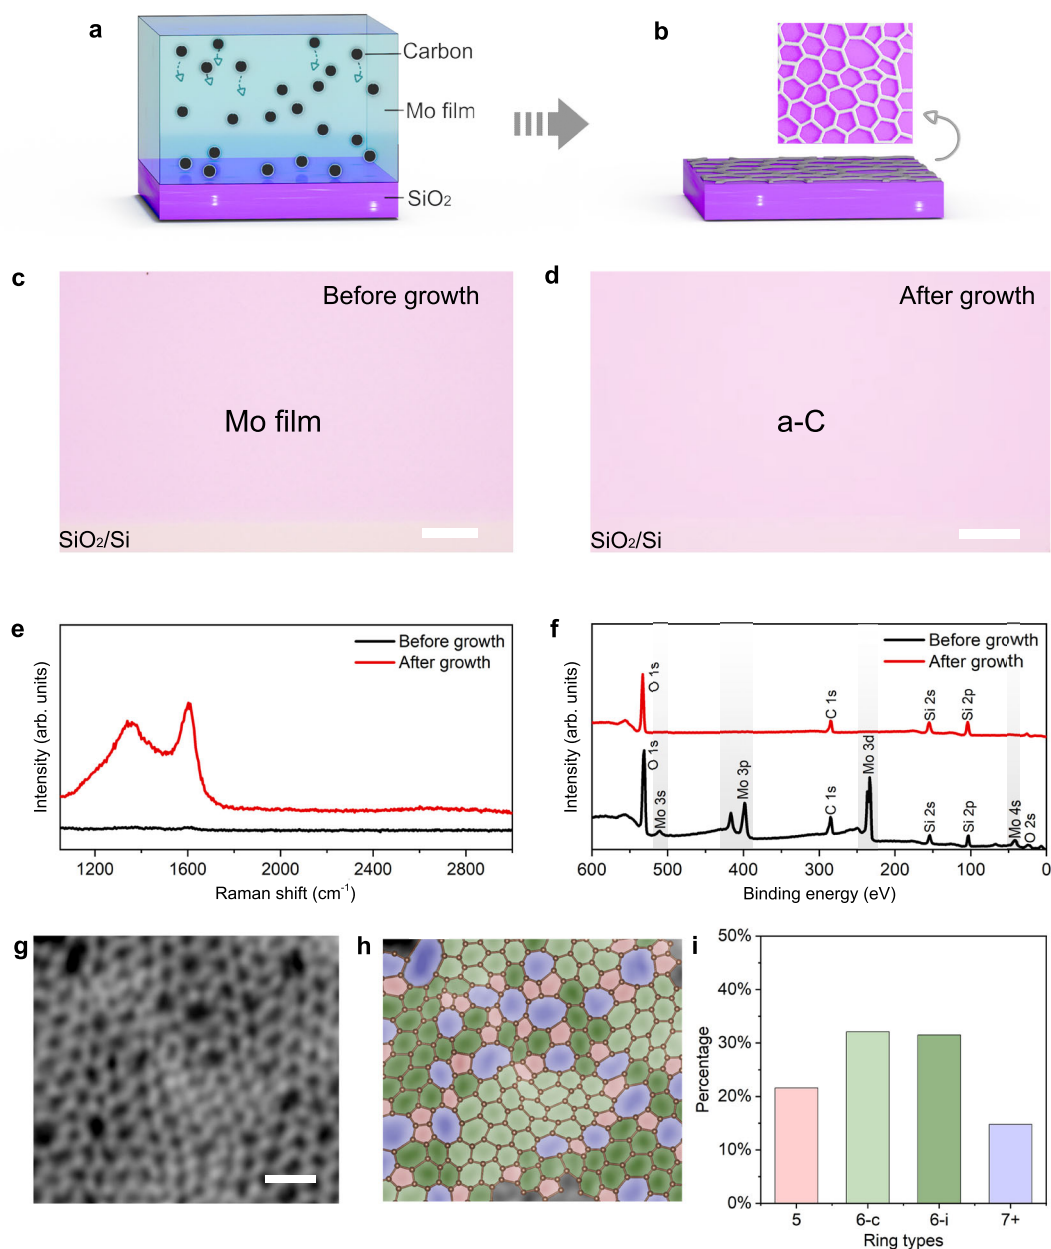 a
Carbon
Mo film
SiO2
b
c
Before growth
Mo film
SiO2/Si
d
After growth
a-C
SiO2/Si
e
Before growth
After growth
Intensity (arb. units)
1200
1600
2000
2400
2800
Raman shift (cm-1)
f
Before growth
After growth
Intensity (arb. units)
O 1s
C 1s
Si 2s
Si 2p
O 1s
Mo 3s
Mo 3p
C 1s
Mo 3d
Si 2s
Si 2p
Mo 4s
O 2s
600
500
400
300
200
100
0
Binding energy (eV)
g
h
i
Percentage
50%
40%
30%
20%
10%
0%
5
6-c
6-i
7+
Ring types